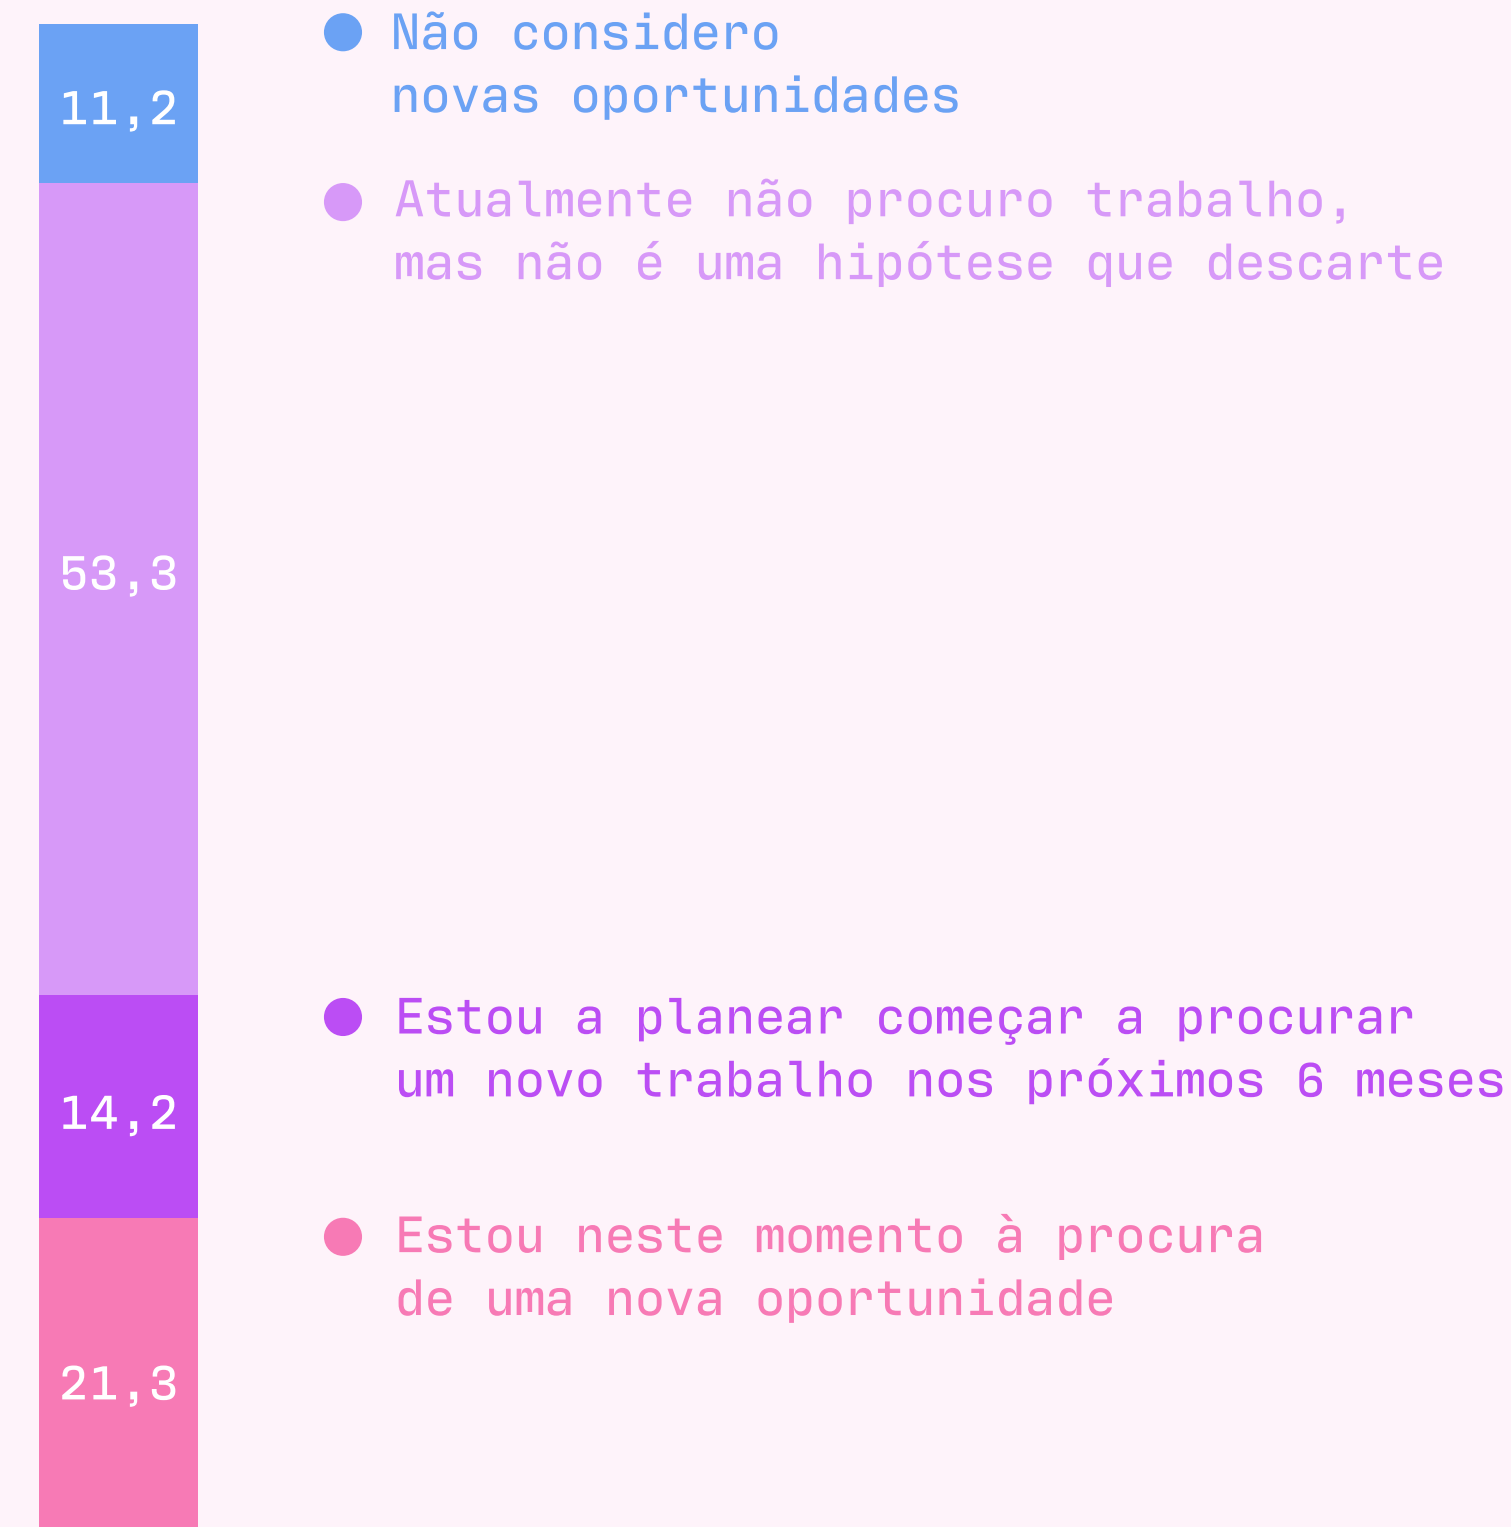 11,2
Não considero
novas oportunidades
53,3
Atualmente não procuro trabalho,
mas não é uma hipótese que descarte
14,2
Estou a planear começar a procurar
um novo trabalho nos próximos 6 meses
21,3
Estou neste momento à procura
de uma nova oportunidade